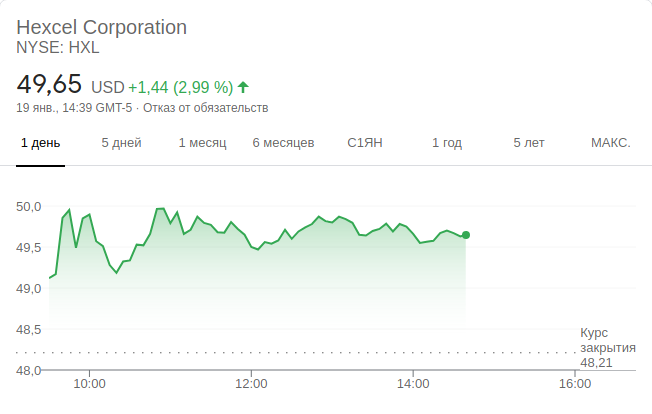 Hexcel Corporation
NYSE: HXL
49,65 USD +1,44 (2,99 %)
19 янв., 14:39 GMT-5 · Отказ от обязательств
1 день 5 дней 1 месяц 6 месяцев С1ЯН 1 год 5 лет МАКС.
50,0
49,5
49,0
48,5
Курс
закрытия
48,21
48,0
10:00 12:00 14:00 16:00